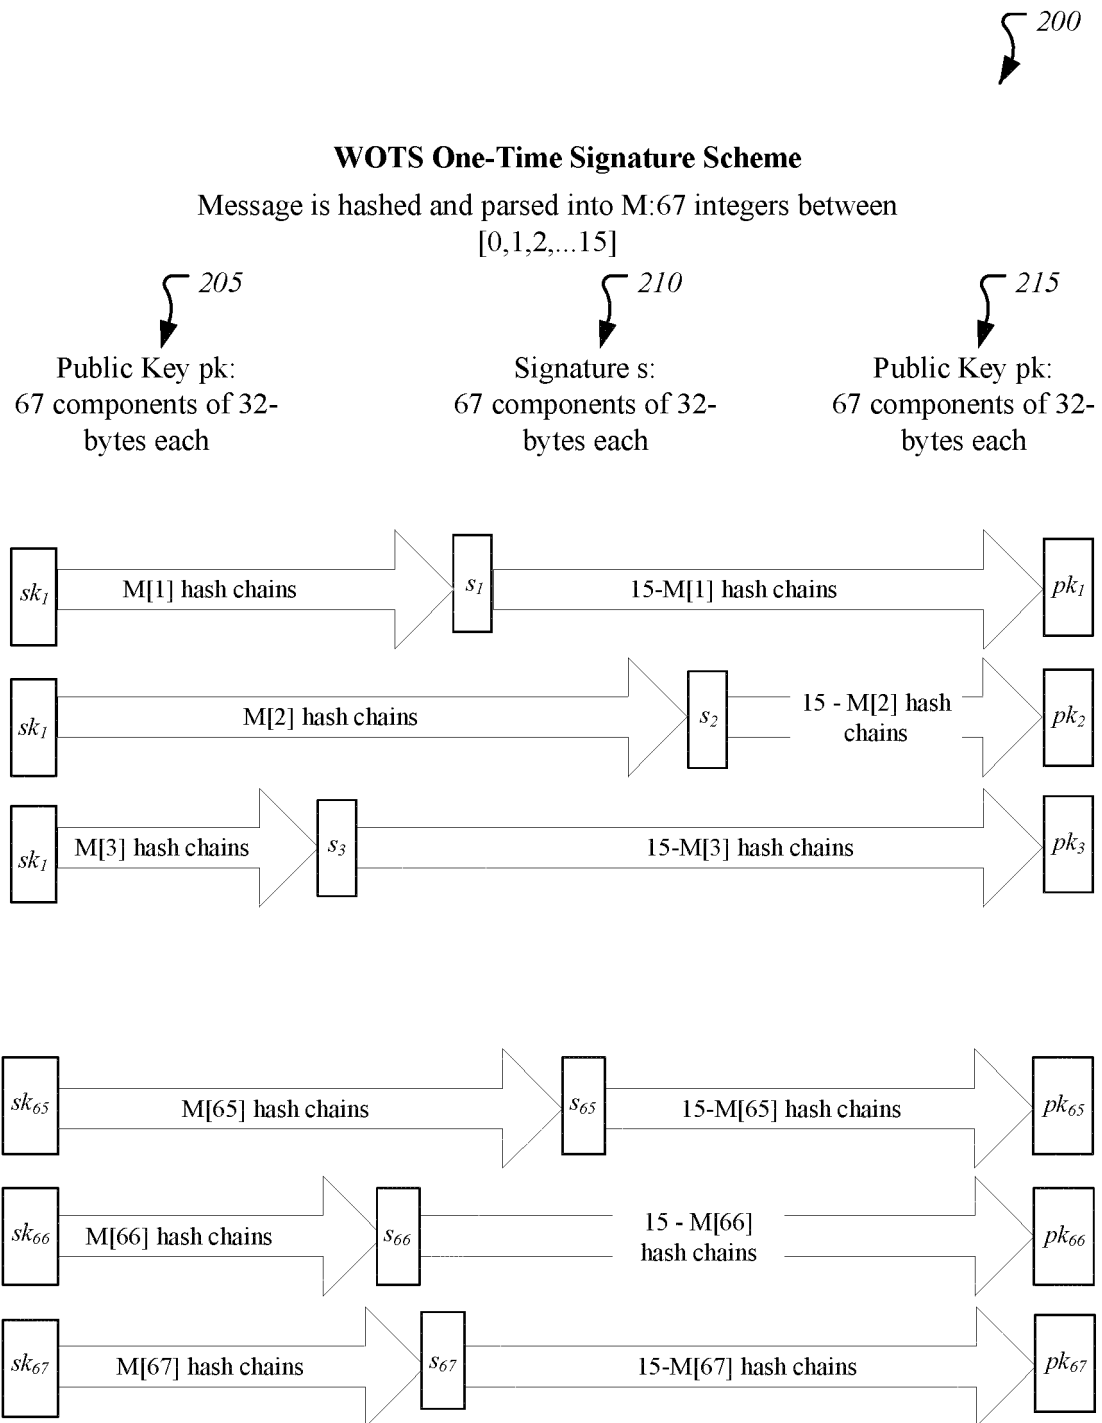 200
WOTS One-Time Signature Scheme
Message is hashed and parsed into M:67 integers between
[0,1,2,...15]
205
210
215
Public Key pk:
67 components of 32-
bytes each
Signature s:
67 components of 32-
bytes each
Public Key pk:
67 components of 32-
bytes each
sk1
M[1] hash chains
s1
15-M[1] hash chains
pk1
sk1
M[2] hash chains
s2
15 - M[2] hash
chains
pk2
sk1
M[3] hash chains
s3
15-M[3] hash chains
pk3
sk65
M[65] hash chains
s65
15-M[65] hash chains
pk65
sk66
M[66] hash chains
s66
15 - M[66]
hash chains
pk66
sk67
M[67] hash chains
s67
15-M[67] hash chains
pk67